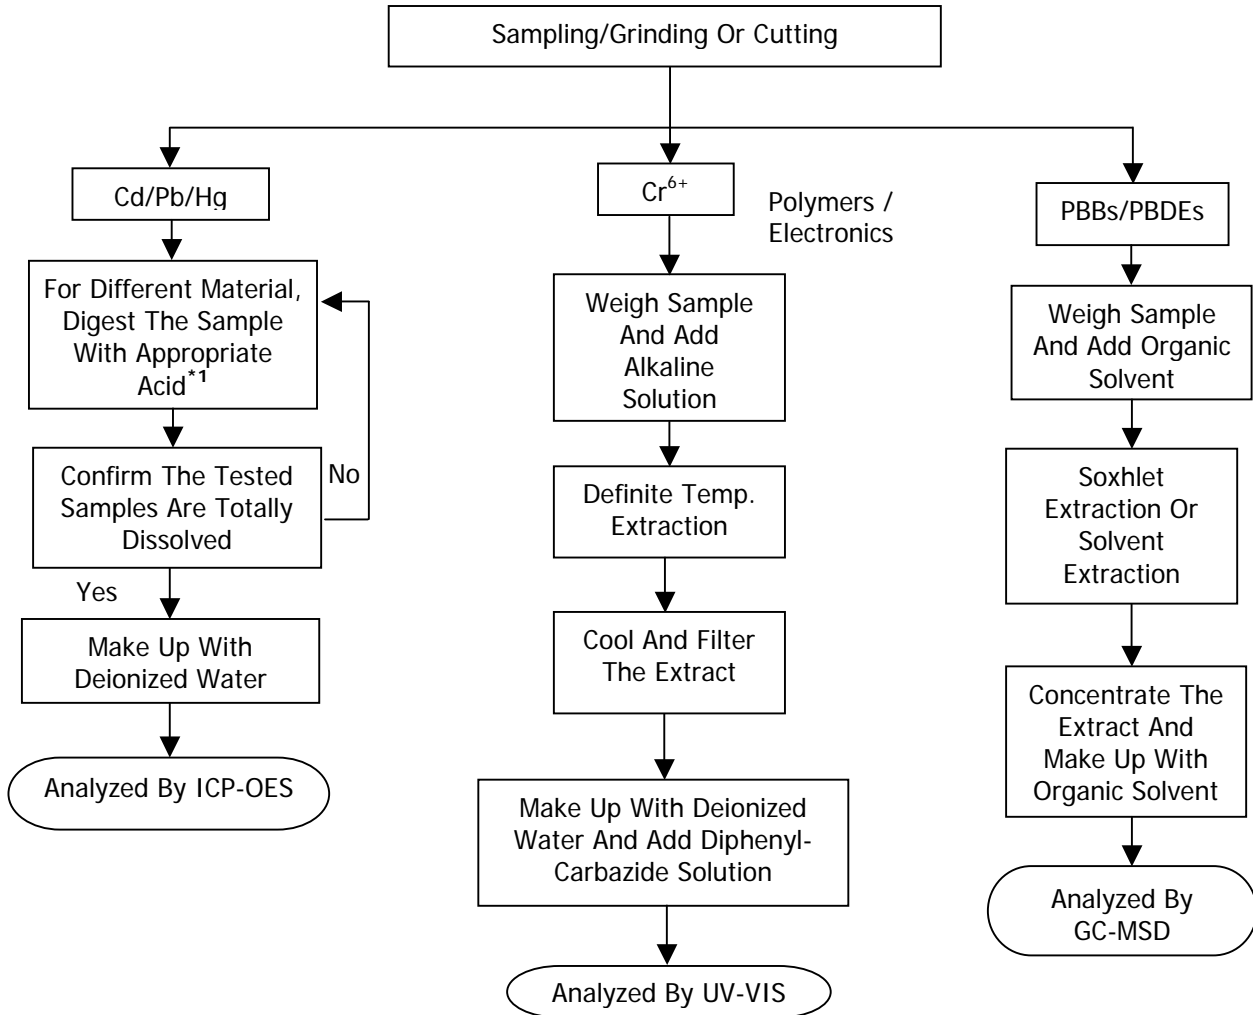 Sampling/Grinding Or Cutting
Cd/Pb/Hg
For Different Material,
Digest The Sample
With Appropriate
Acid*1
Confirm The Tested
Samples Are Totally
Dissolved
No
Yes
Make Up With
Deionized Water
Analyzed By ICP-OES
Cr6+
Polymers /
Electronics
Weigh Sample
And Add
Alkaline
Solution
Definite Temp.
Extraction
Cool And Filter
The Extract
Make Up With Deionized
Water And Add Diphenyl-
Carbazide Solution
Analyzed By UV-VIS
PBBs/PBDEs
Weigh Sample
And Add Organic
Solvent
Soxhlet
Extraction Or
Solvent
Extraction
Concentrate The
Extract And
Make Up With
Organic Solvent
Analyzed By
GC-MSD